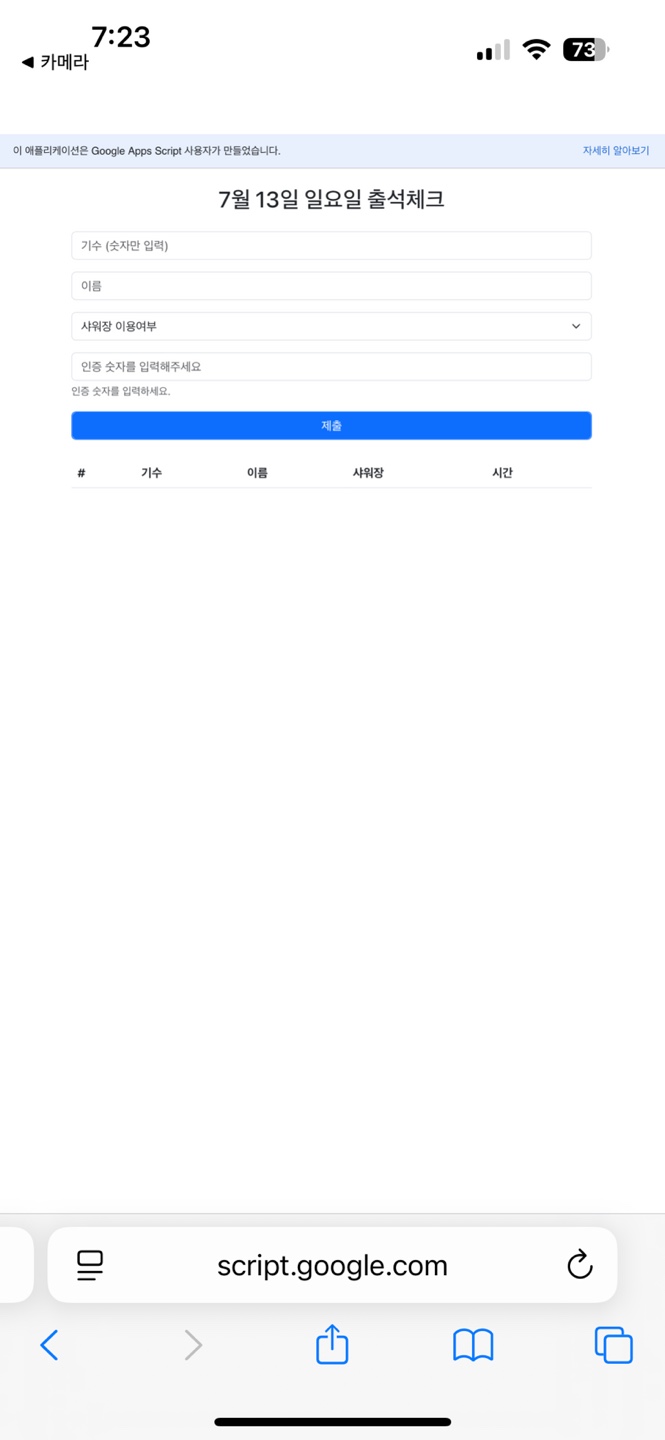 7:23
73
◀ 카메라
이 애플리케이션은 Google Apps Script 사용자가 만들었습니다. 자세히 알아보기
7월 13일 일요일 출석체크
기수 (숫자만 입력)
이름
샤워장 이용여부
인증 숫자를 입력해주세요
인증 숫자를 입력하세요.
제출
# 기수 이름 샤워장 시간
script.google.com